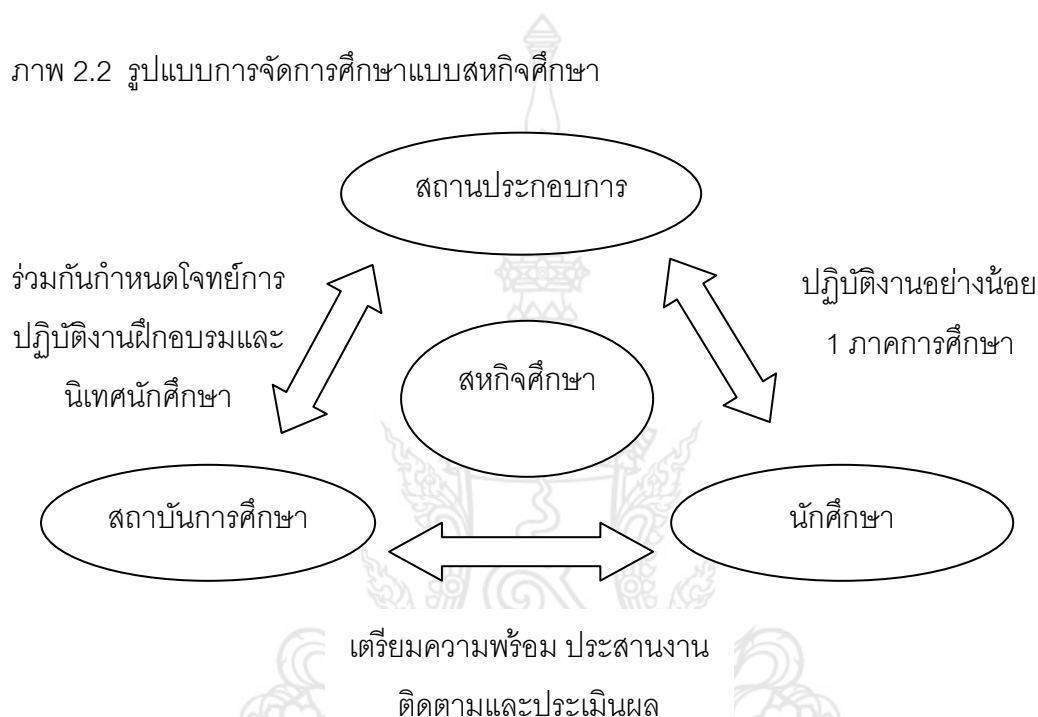 ภาพ 2.2 รูปแบบการจัดการศึกษาแบบสหกิจศึกษา
สถานประกอบการ
ร่วมกันกำหนดโจทย์การ
ปฏิบัติงานฝึกอบรมและ
นิเทศนักศึกษา
ปฏิบัติงานอย่างน้อย
1 ภาคการศึกษา
สหกิจศึกษา
สถาบันการศึกษา
นักศึกษา
เตรียมความพร้อม ประสานงาน
ติดตามและประเมินผล